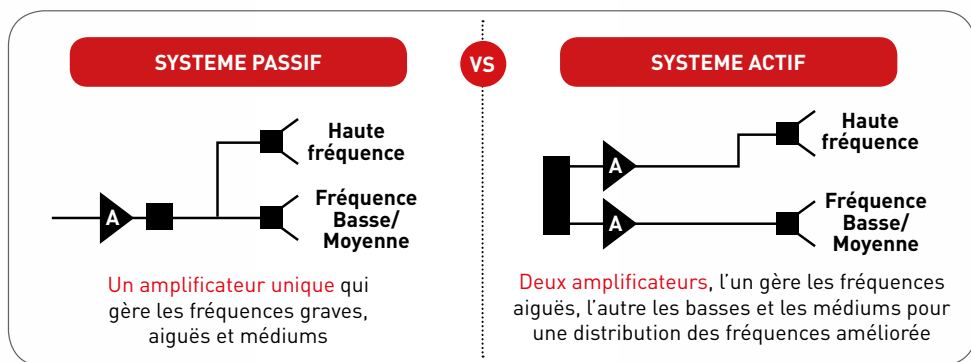 SYSTEME PASSIF
Haute
fréquence
A
Fréquence
Basse/
Moyenne
Un amplificateur unique qui
gère les fréquences graves,
aiguës et médiums
VS
SYSTEME ACTIF
Haute
fréquence
A
A
Fréquence
Basse/
Moyenne
Deux amplificateurs, l’un gère les fréquences
aiguës, l’autre les basses et les médiums pour
une distribution des fréquences améliorée